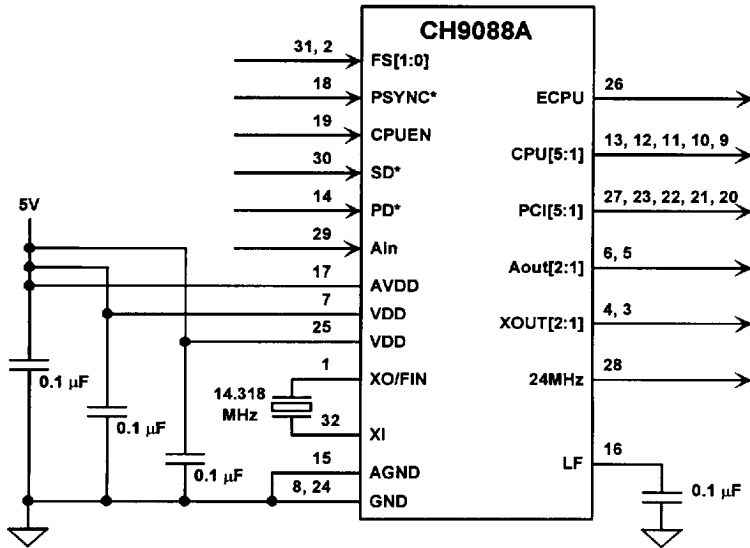 CH9088A
31, 2
FS[1:0]
18
PSYNC*
26
ECPU
19
CPUEN
13, 12, 11, 10, 9
CPU[5:1]
30
SD*
14
PD*
27, 23, 22, 21, 20
PCI[5:1]
5V
29
Ain
6, 5
Aout[2:1]
17
AVDD
7
VDD
4, 3
XOUT[2:1]
25
VDD
1
XO/FIN
28
24MHz
0.1 µF
14.318
MHz
0.1 µF
32
XI
16
LF
15
AGND
0.1 µF
8, 24
GND
0.1 µF